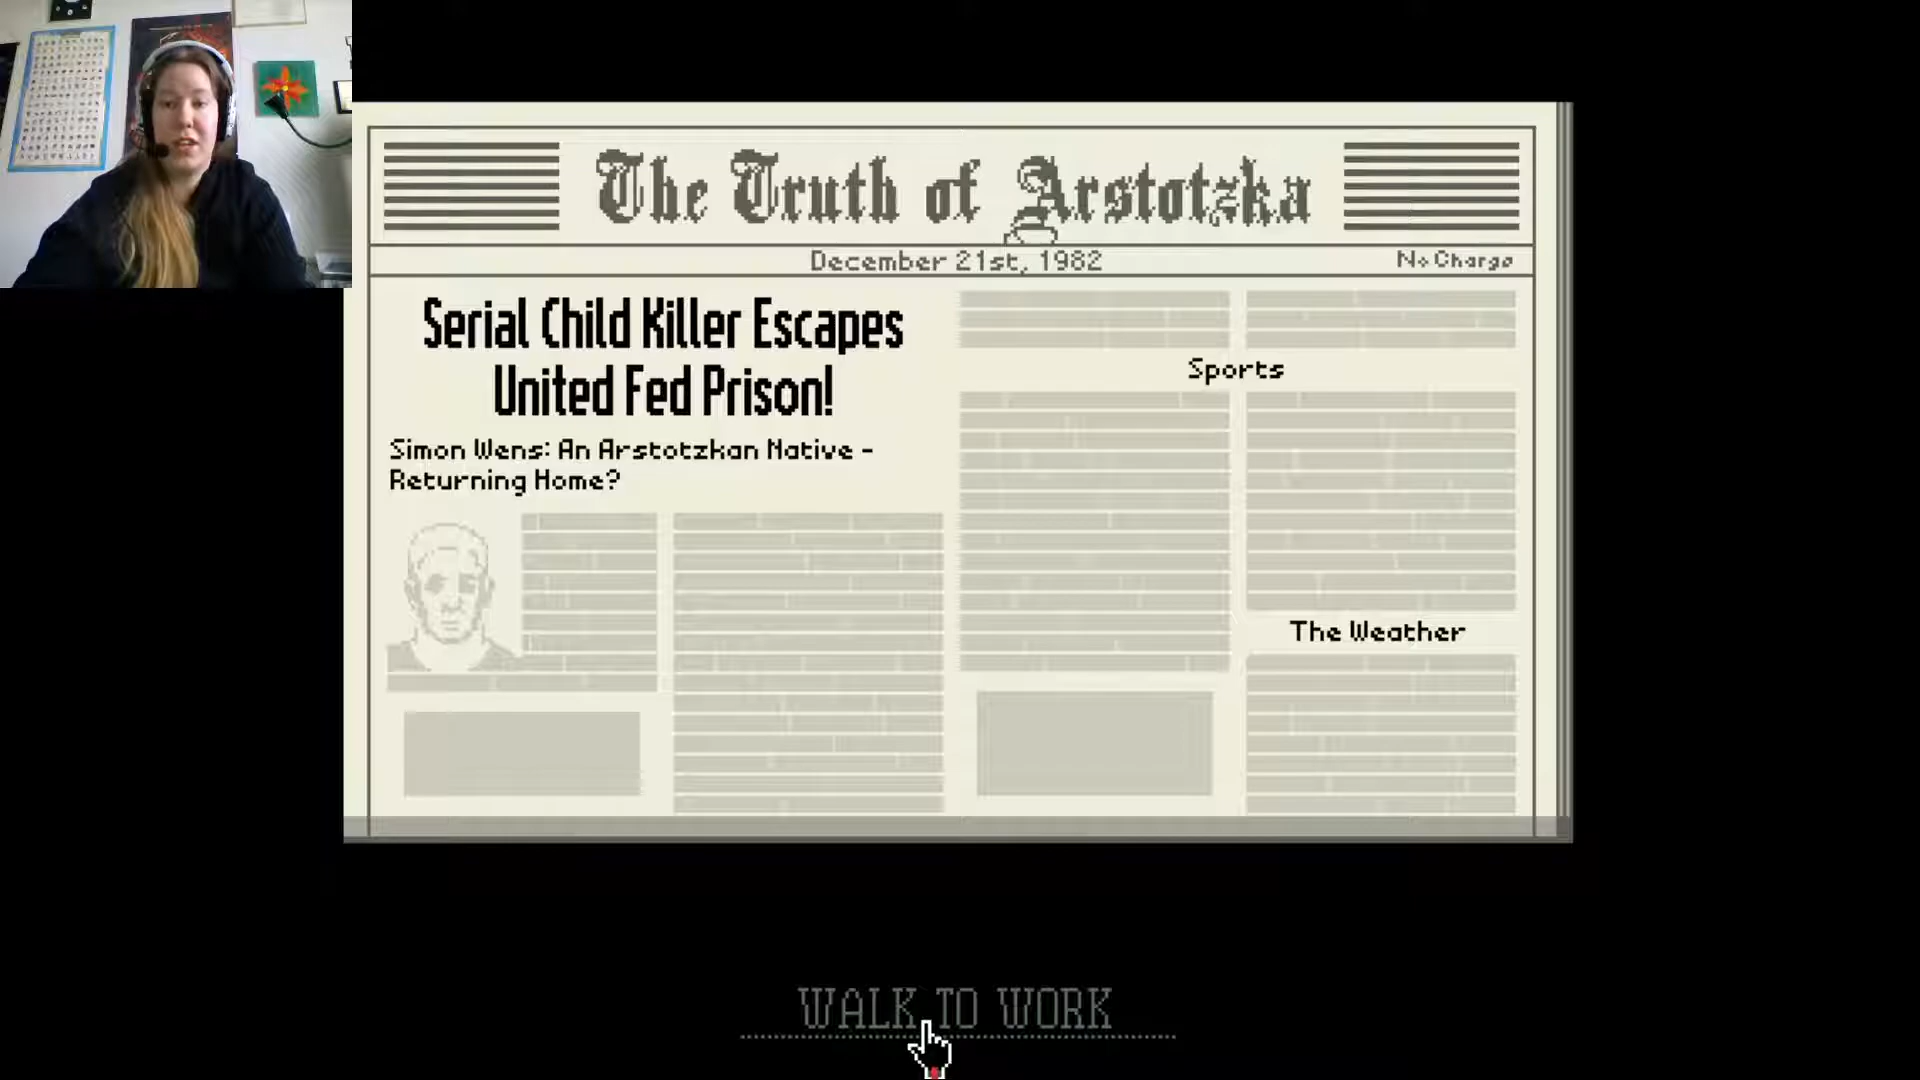 The Truth of Arstotzka
December 21st, 1982
No Charge
Serial Child Killer Escapes
United Fed Prison!
Simon Wens: An Arstotzkan Native -
Returning Home?
Sports
The Weather
WALK TO WORK